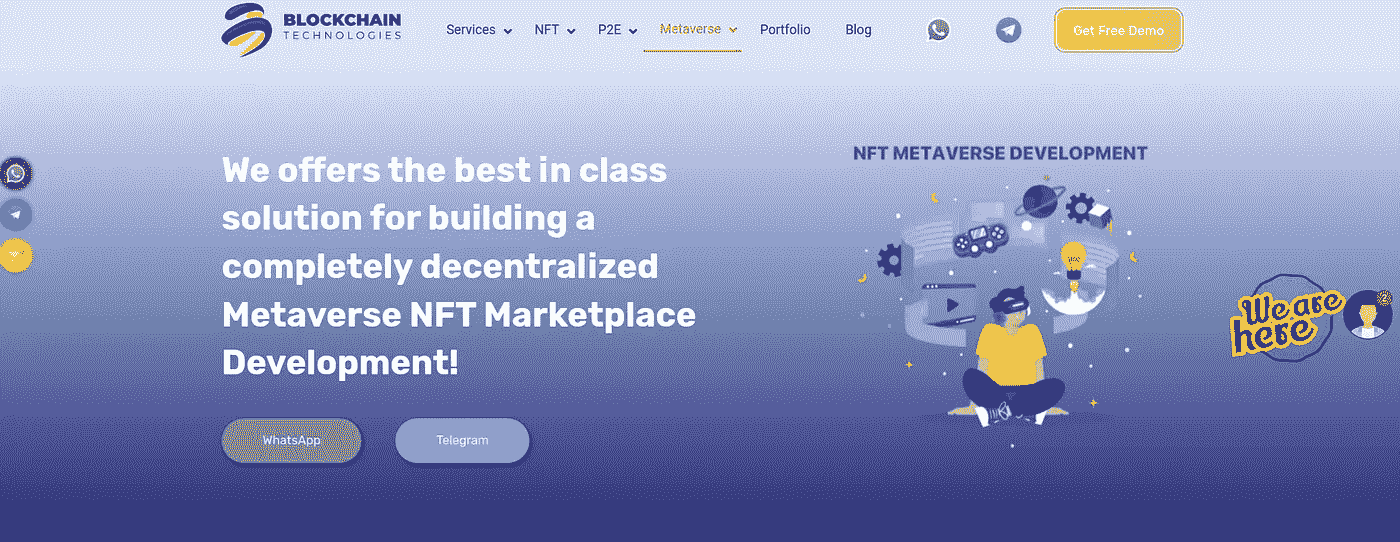 BLOCKCHAIN
TECHNOLOGIES
Services
NFT
P2E
Metaverse
Portfolio
Blog
Get Free Demo
We offers the best in class
solution for building a
completely decentralized
Metaverse NFT Marketplace
Development!
WhatsApp
Telegram
NFT METAVERSE DEVELOPMENT
We are
here
2